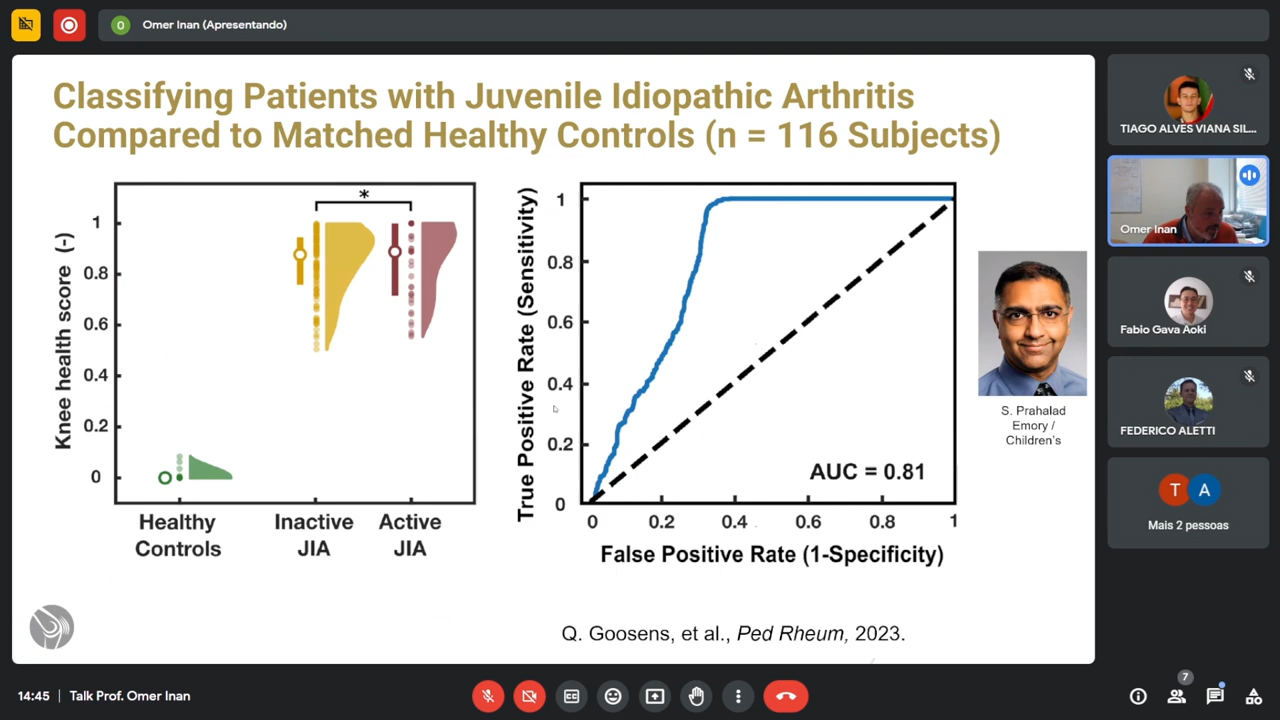 O
Omer Inan (Apresentando)
Classifying Patients with Juvenile Idiopathic Arthritis
Compared to Matched Healthy Controls (n = 116 Subjects)
Knee health score (-)
1
0.8
0.6
0.4
0.2
0
*
Healthy
Controls
Inactive
JIA
Active
JIA
True Positive Rate (Sensitivity)
1
0.8
0.6
0.4
0.2
0
AUC = 0.81
0
0.2
0.4
0.6
0.8
1
False Positive Rate (1-Specificity)
S. Prahalad
Emory /
Children's
Q. Goosens, et al., Ped Rheum, 2023.
TIAGO ALVES VIANA SIL...
Omer Inan
Fabio Gava Aoki
FEDERICO ALETTI
T
A
Mais 2 pessoas
14:45 | Talk Prof. Omer Inan
CC
7